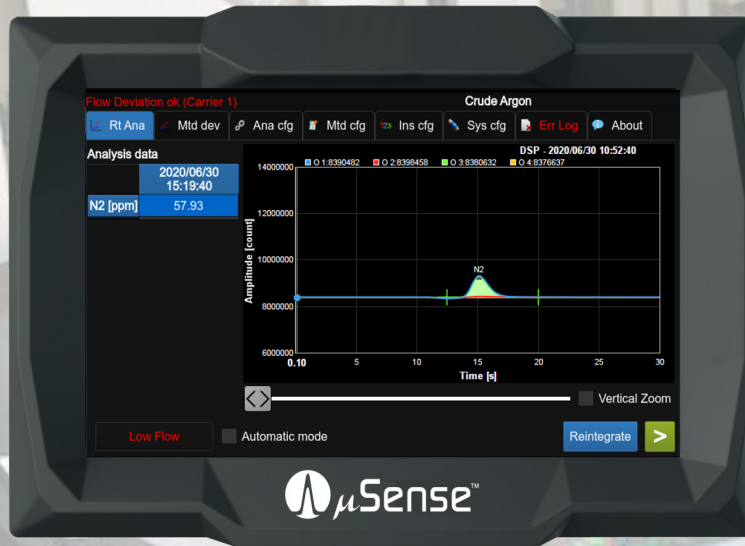 Flow Deviation ok (Carrier 1)
Crude Argon
Rt Ana
Mtd dev
Ana cfg
Mtd cfg
123 Ins cfg
Sys cfg
Err Log
About
Analysis data
2020/06/30
15:19:40
N2 [ppm] 57.93
DSP - 2020/06/30 10:52:40
O 1:8390482 O 2:8398458 O 3:8380632 O 4:8376637
Amplitude [count]
14000000
12000000
10000000
8000000
6000000
N2
0.10 5 10 15 20 25 30
Time [s]
<>
Vertical Zoom
Low Flow
Automatic mode
Reintegrate
>
µSense™